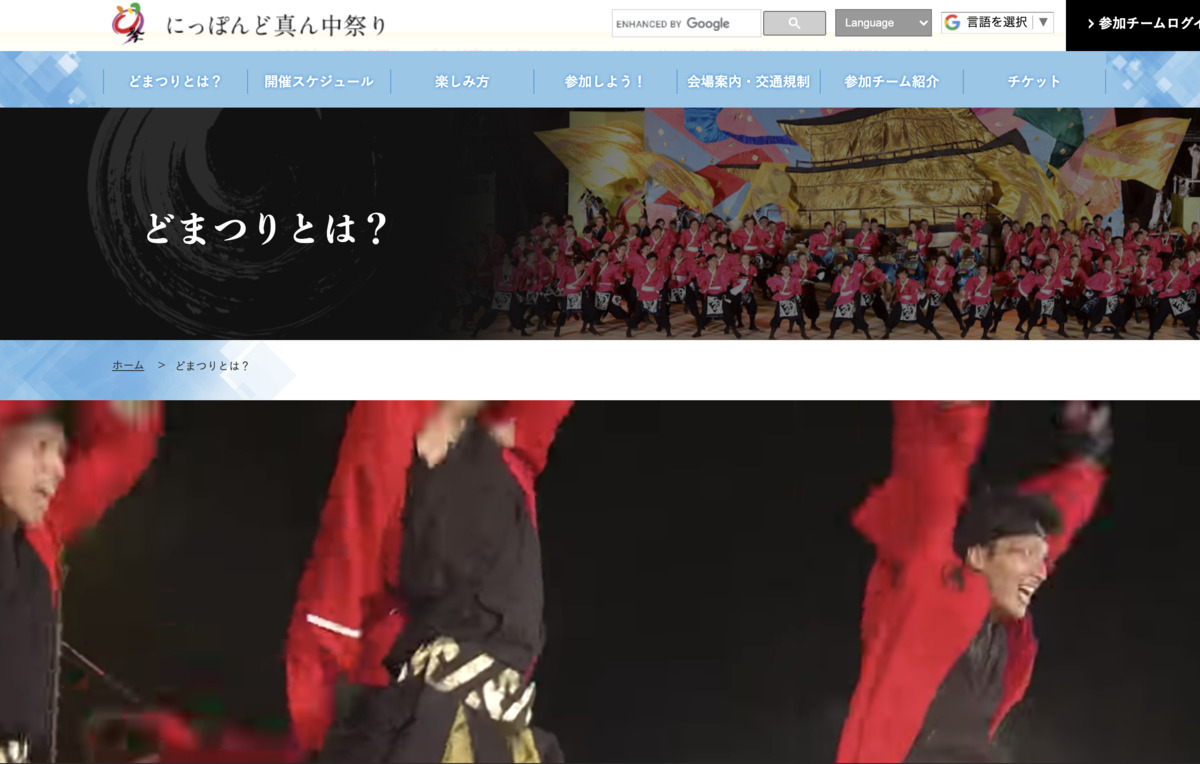 にっぽんど真ん中祭り
ENHANCED BY Google
Language
言語を選択 ▼
参加チームログイ
どまつりとは？
開催スケジュール
楽しみ方
参加しよう！
会場案内・交通規制
参加チーム紹介
チケット
どまつりとは？
ホーム > どまつりとは？